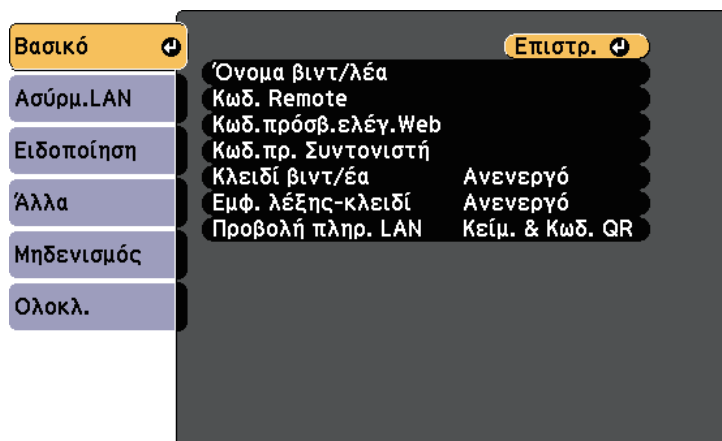 Βασικό
Ασύρμ.LAN
Ειδοποίηση
Άλλα
Μηδενισμός
Ολοκλ.
Επιστρ.
Όνομα βιντ/λέα
Κωδ. Remote
Κωδ.πρόσβ.ελέγ.Web
Κωδ.πρ. Συντονιστή
Κλειδί βιντ/έα Ανενεργό
Εμφ. λέξης-κλειδί Ανενεργό
Προβολή πληρ. LAN Κείμ. & Κωδ. QR